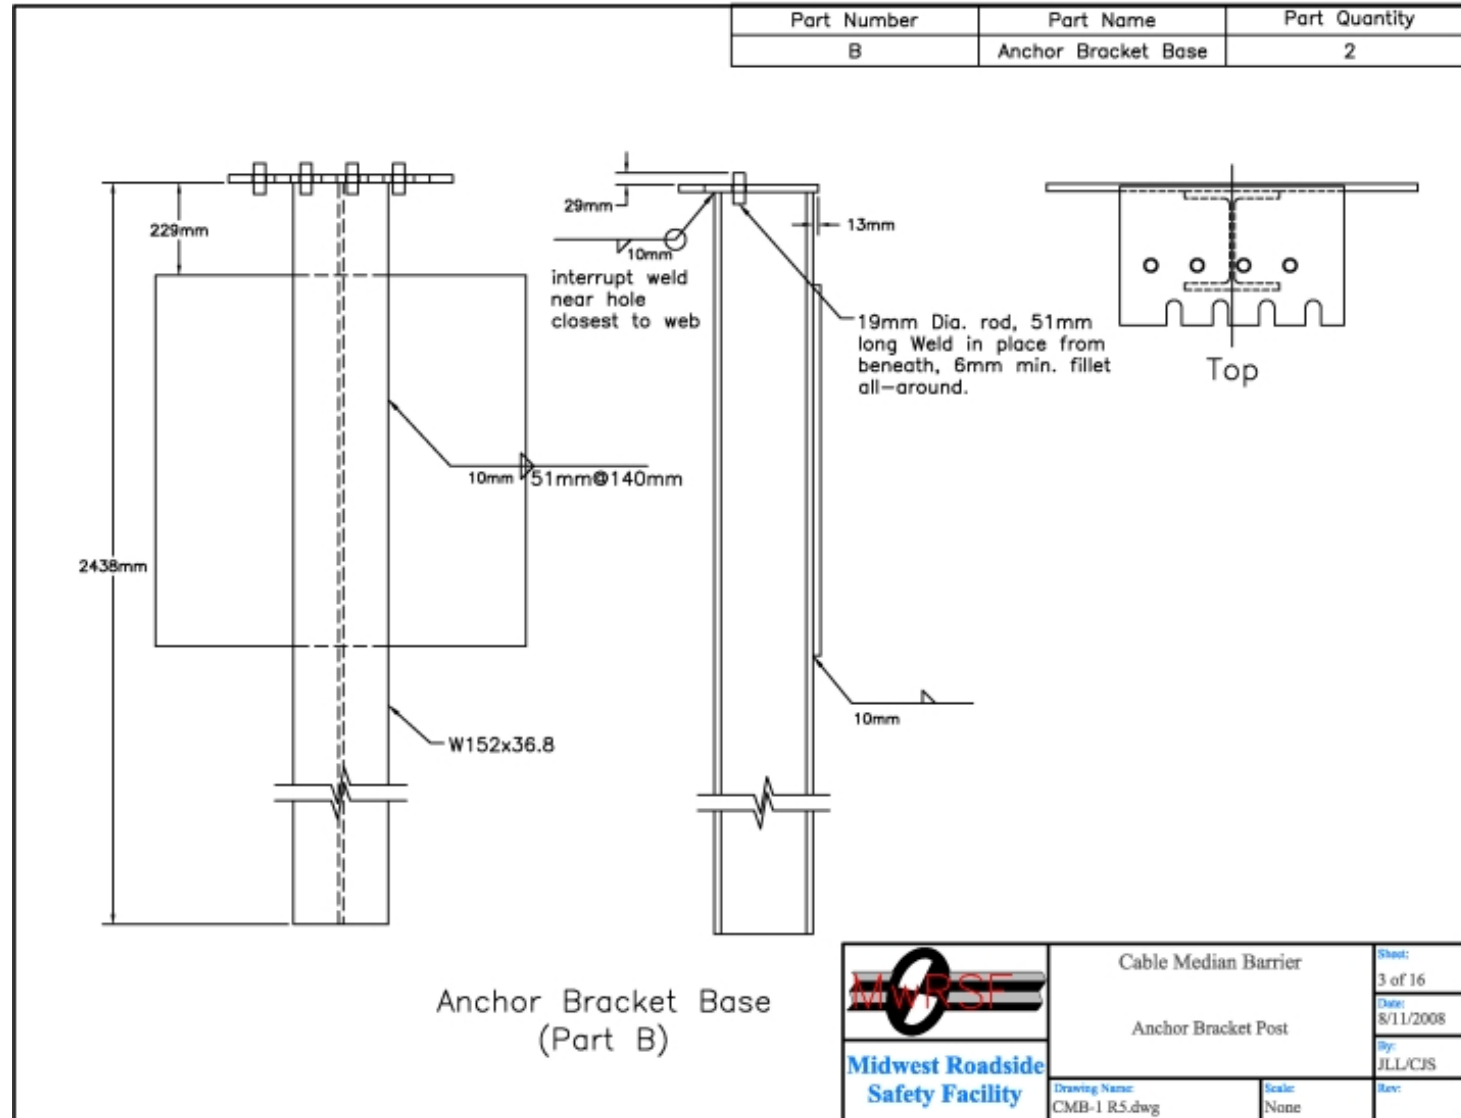 Part Number Part Name Part Quantity
B Anchor Bracket Base 2
229mm
29mm
13mm
10mm
interrupt weld
near hole
closest to web
19mm Dia. rod, 51mm
long Weld in place from
beneath, 6mm min. fillet
all-around.
Top
10mm 51mm@140mm
2438mm
10mm
W152x36.8
Anchor Bracket Base
(Part B)
MwRSF
Midwest Roadside
Safety Facility
Cable Median Barrier
Anchor Bracket Post
Drawing Name:
CMB-1 R5.dwg
Scale:
None
Sheet:
3 of 16
Date:
8/11/2008
By:
JLL/CJS
Rev: